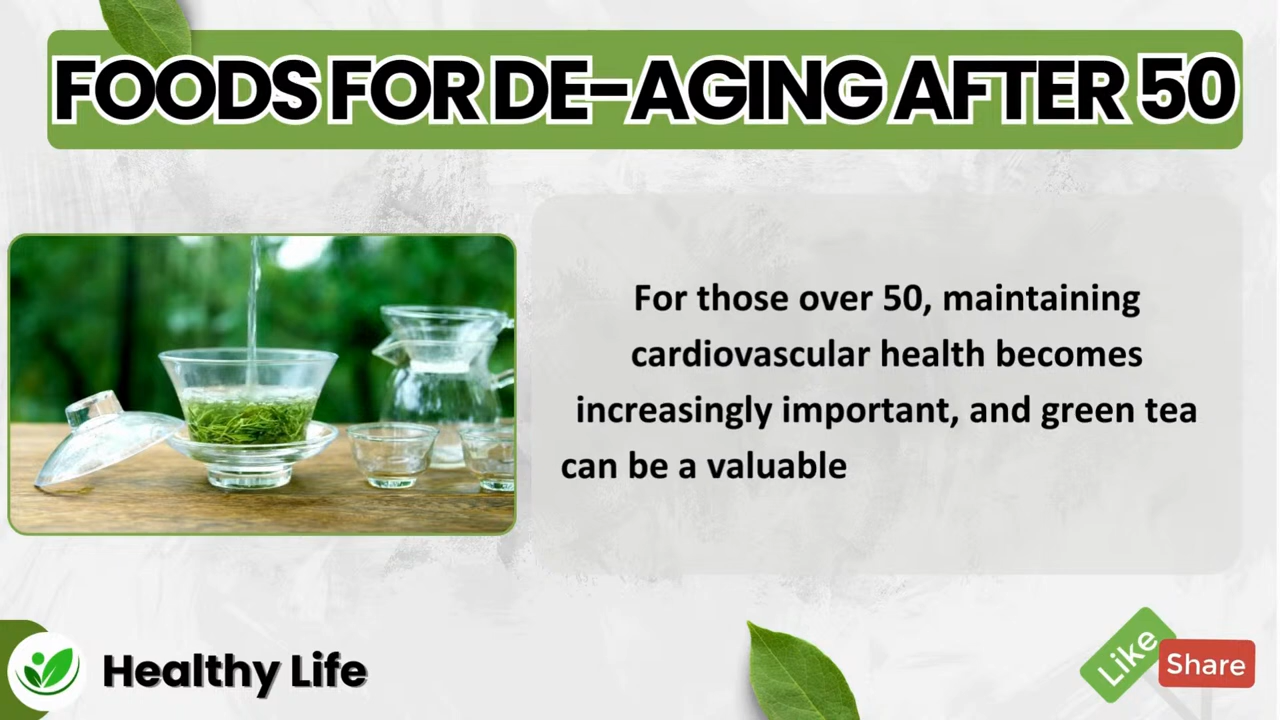 FOODS FOR DE-AGING AFTER 50
For those over 50, maintaining
cardiovascular health becomes
increasingly important, and green tea
can be a valuable
Healthy Life
Like
Share